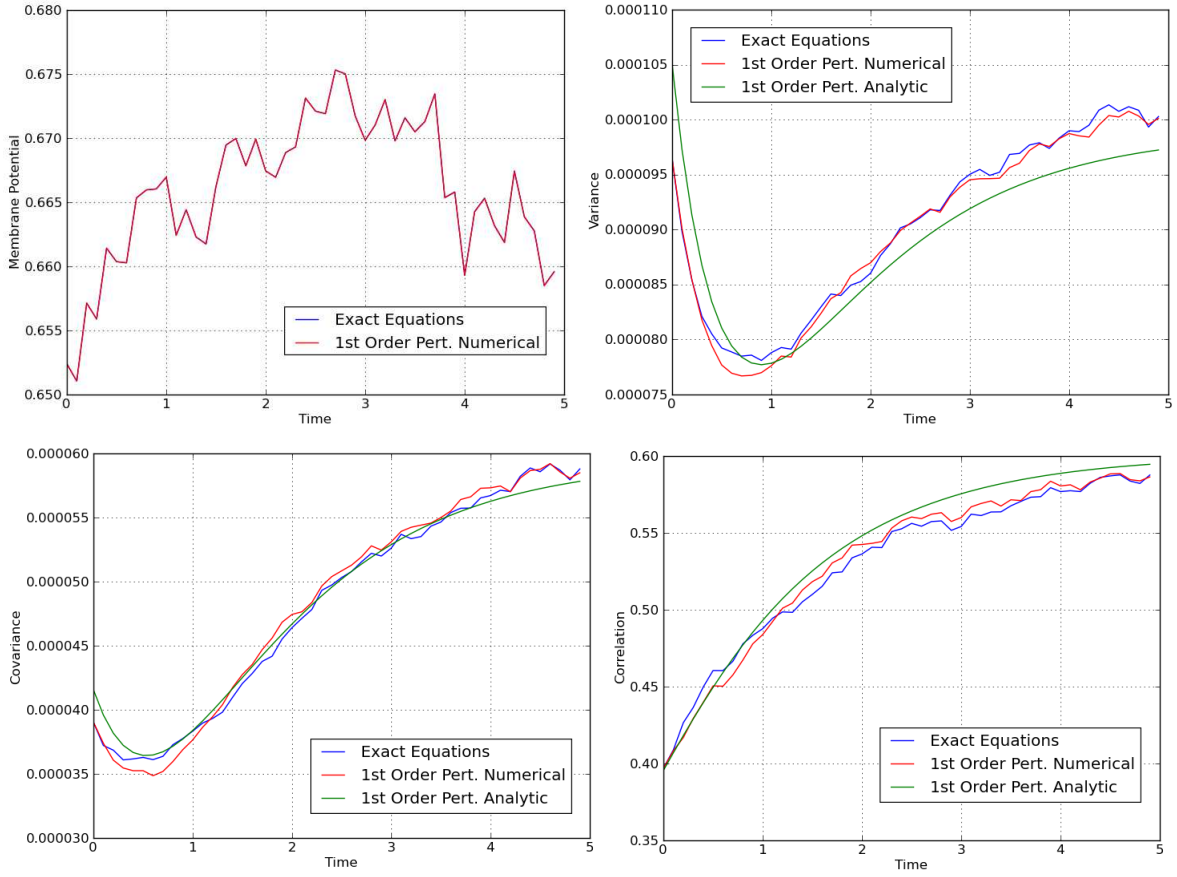 0.680
0.675
0.670
0.665
0.660
0.655
0.650
Membrane Potential
Exact Equations
1st Order Pert. Numerical
0 1 2 3 4 5
Time
0.000110
0.000105
0.000100
0.000095
0.000090
0.000085
0.000080
0.000075
Variance
Exact Equations
1st Order Pert. Numerical
1st Order Pert. Analytic
0 1 2 3 4 5
Time
0.000060
0.000055
0.000050
0.000045
0.000040
0.000035
0.000030
Covariance
Exact Equations
1st Order Pert. Numerical
1st Order Pert. Analytic
0 1 2 3 4 5
Time
0.60
0.55
0.50
0.45
0.40
0.35
Correlation
Exact Equations
1st Order Pert. Numerical
1st Order Pert. Analytic
0 1 2 3 4 5
Time